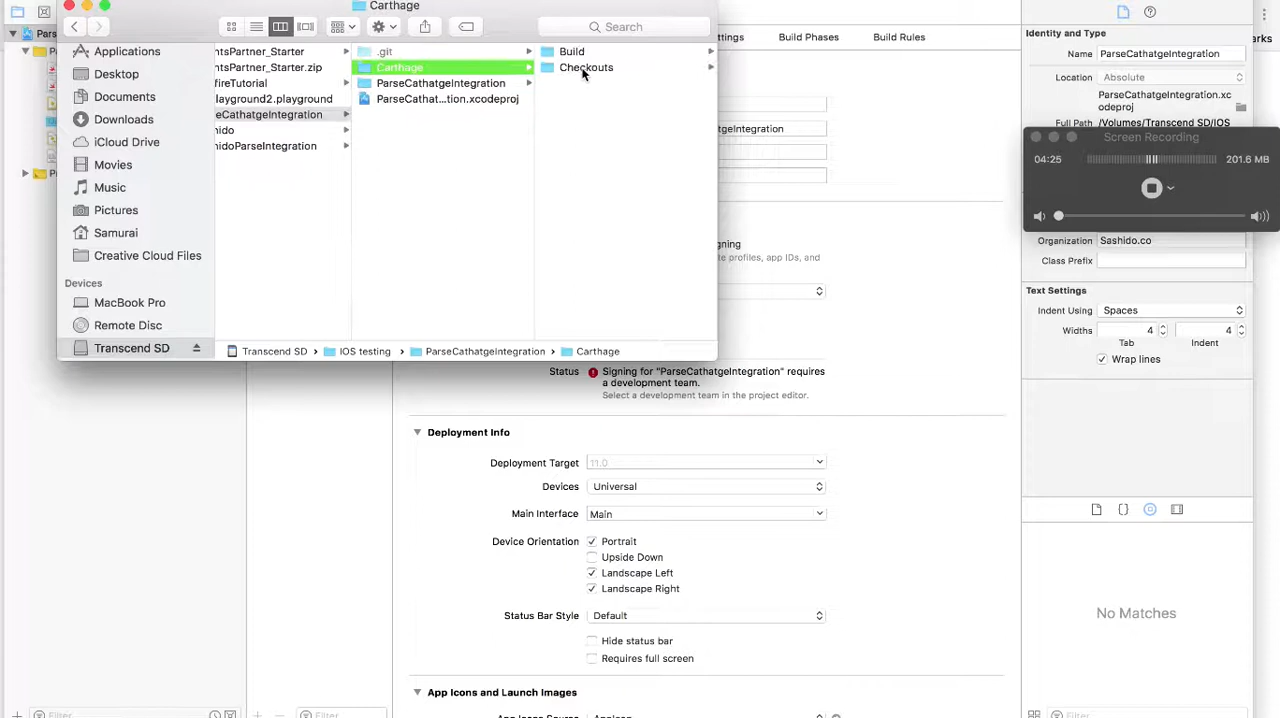 Carthage
Search
Applications
Desktop
Documents
Downloads
iCloud Drive
Movies
Music
Pictures
Samurai
Creative Cloud Files
Devices
MacBook Pro
Remote Disc
Transcend SD
ntsPartner_Starter
ntsPartner_Starter.zip
fireTutorial
layground2.playground
eCathatgeIntegration
hido
hidoParseIntegration
.git
Carthage
ParseCathatgeIntegration
ParseCathat...tion.xcodeproj
Build
Checkouts
Transcend SD
IOS testing
ParseCathatgeIntegration
Carthage
ttings
Build Phases
Build Rules
tgeIntegration
gning
te profiles, app IDs, and
Status
Signing for "ParseCathatgeIntegration" requires
a development team.
Select a development team in the project editor.
Deployment Info
Deployment Target
11.0
Devices
Universal
Main Interface
Main
Device Orientation
Portrait
Upside Down
Landscape Left
Landscape Right
Status Bar Style
Default
Hide status bar
Requires full screen
App Icons and Launch Images
Identity and Type
Name
ParseCathatgeIntegration
Location
Absolute
ParseCathatgeIntegration.xc
odeproj
Full Path
/Volumes/Transcend SD/IOS
Screen Recording
04:25
201.6 MB
Organization
Sashido.co
Class Prefix
Text Settings
Indent Using
Spaces
Widths
4
4
Tab
Indent
Wrap lines
No Matches
Filter
Filter
Filter